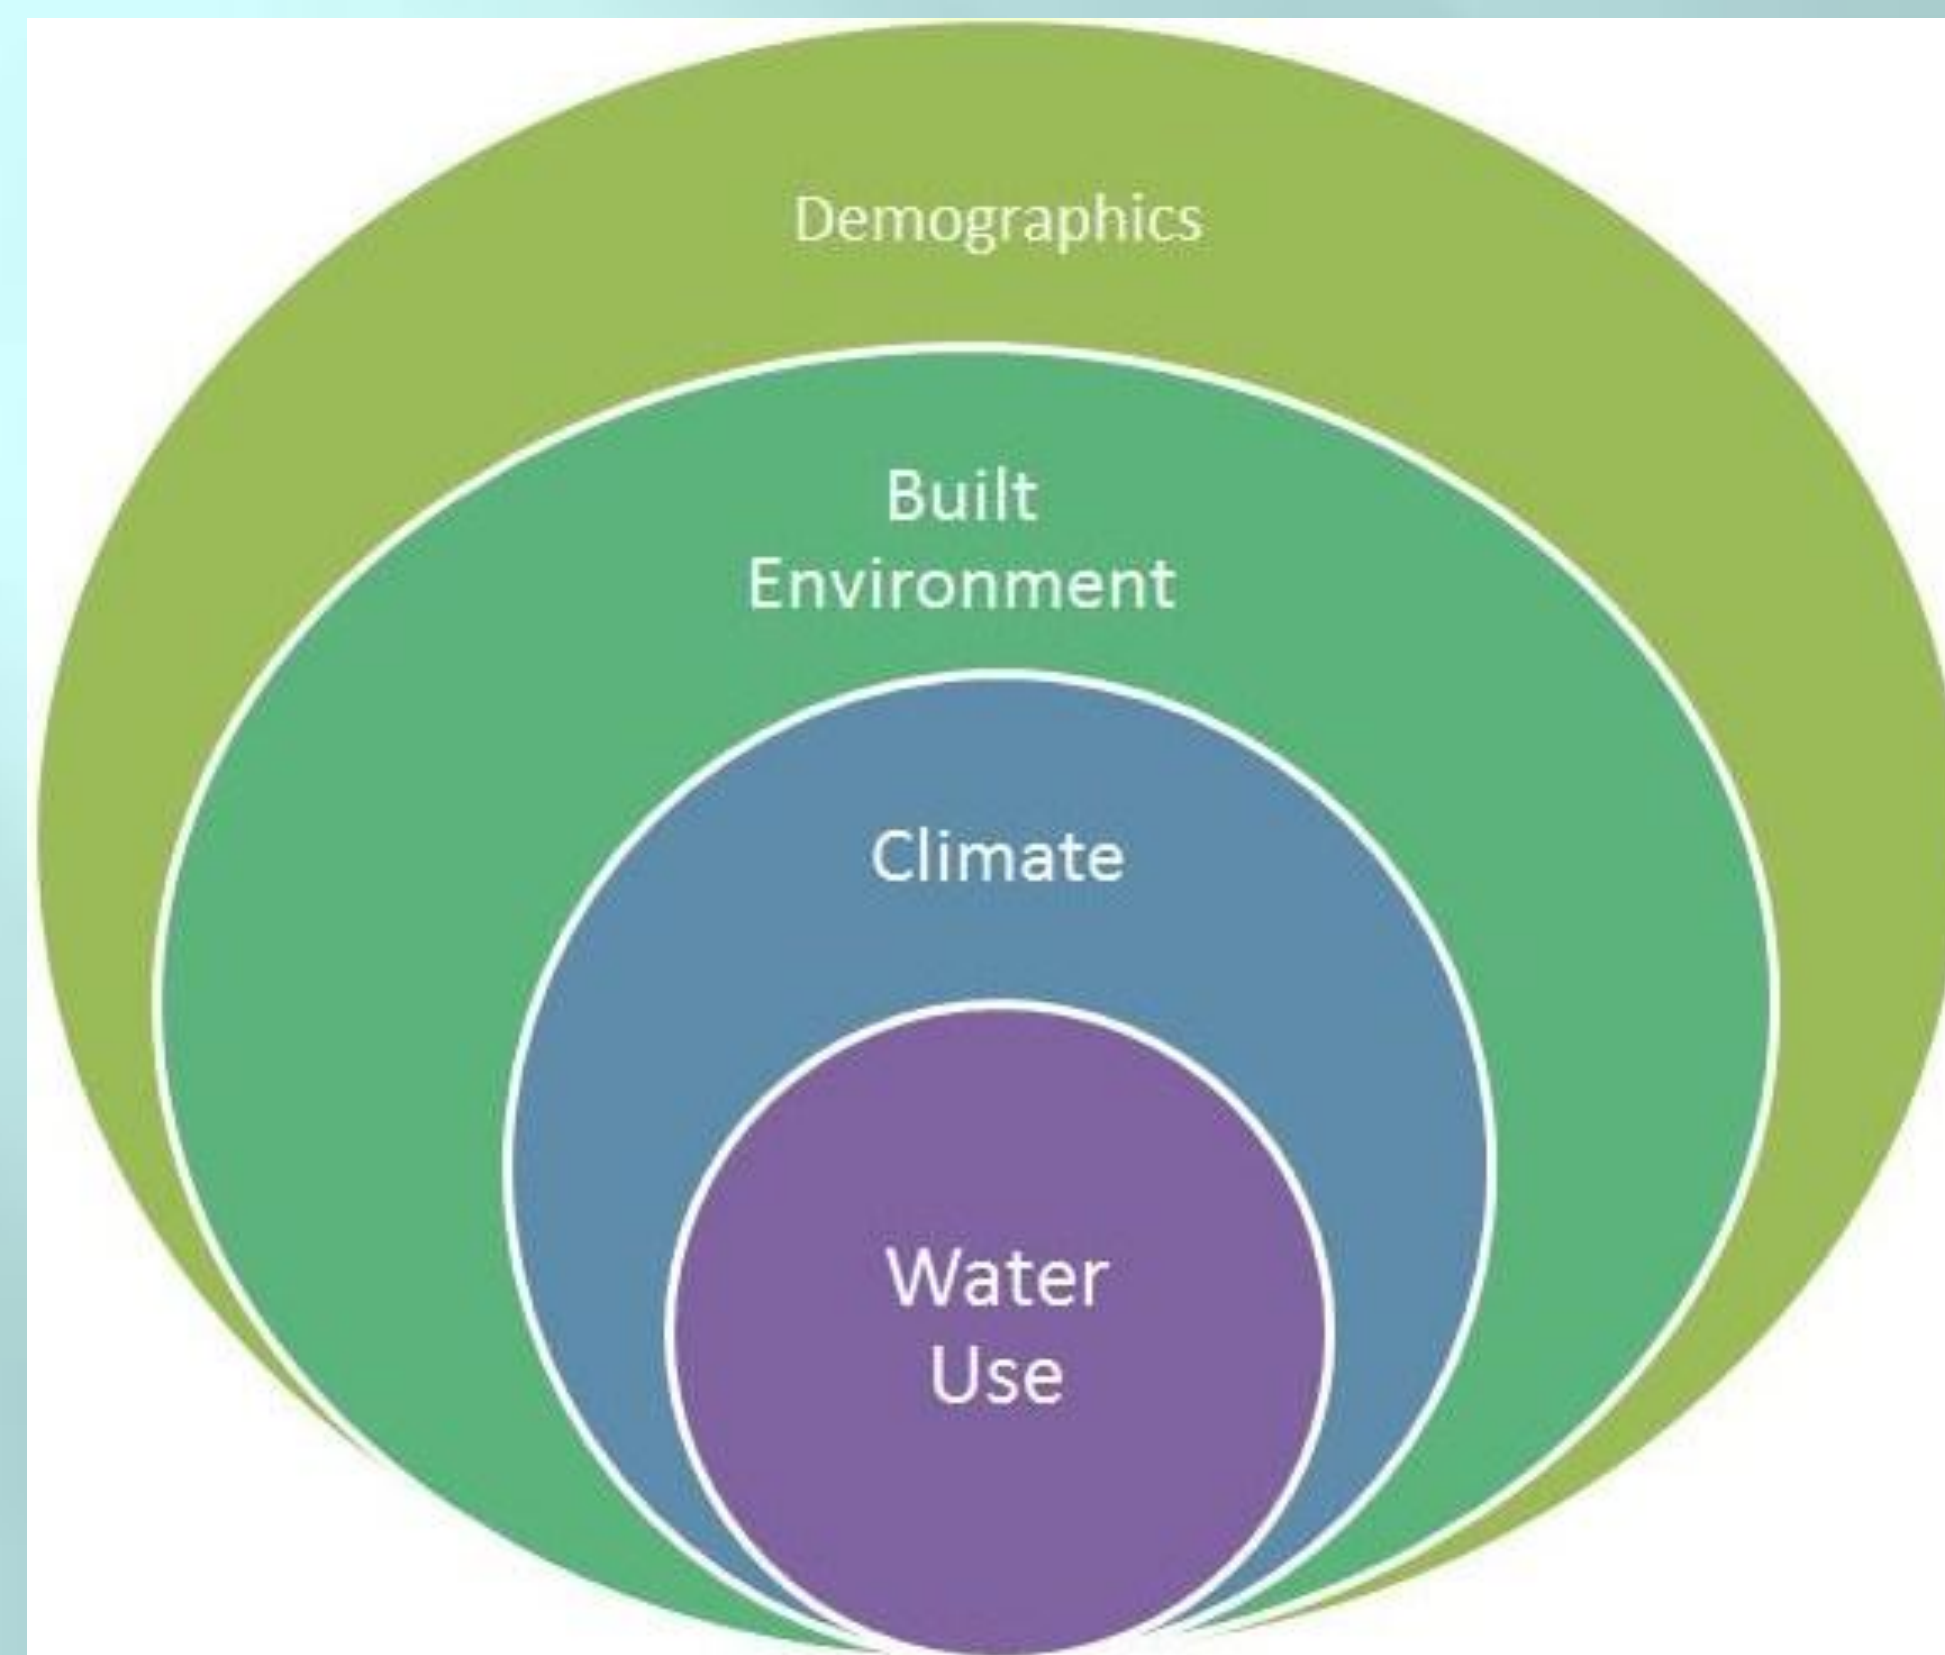 Demographics
Built
Environment
Climate
Water
Use